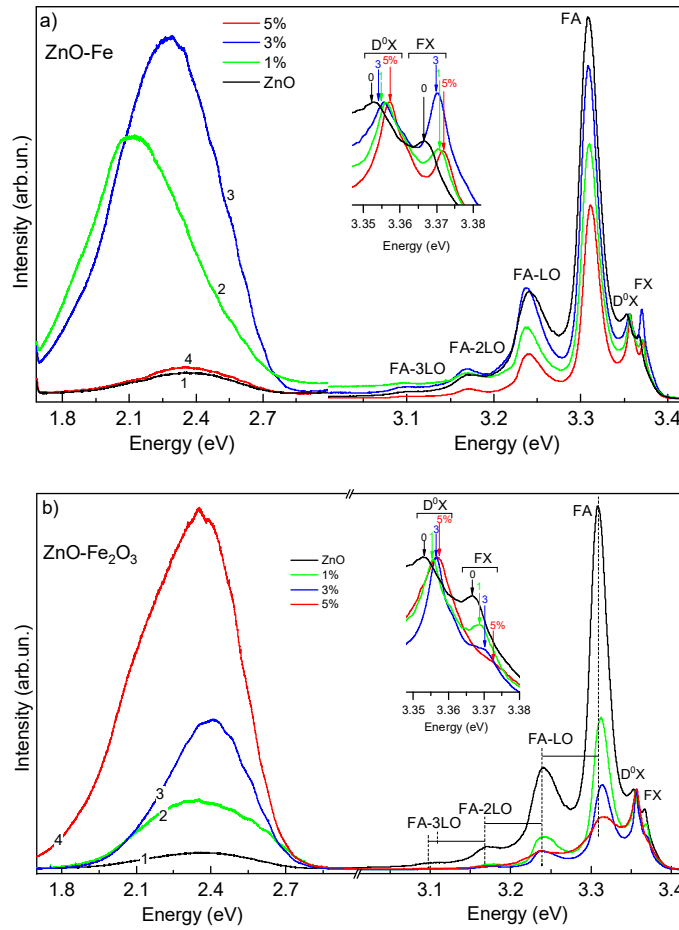 a)
ZnO-Fe
5%
3%
1%
ZnO
D⁰X FX
0 3 1 5% 0 3 1 5%
3.35 3.36 3.37 3.38
Energy (eV)
FA
FA-LO
FX
D⁰X
FA-2LO
FA-3LO
3
2
4
1
Intensity (arb.un.)
1.8 2.1 2.4 2.7 3.1 3.2 3.3 3.4
Energy (eV) Energy (eV)
b)
ZnO-Fe₂O₃
ZnO
1%
3%
5%
D⁰X
5%
0 1 3
FX
0 1 3 5%
3.35 3.36 3.37 3.38
Energy (eV)
FA
FA-LO
D⁰X
FX
FA-2LO
FA-3LO
3
2
4
1
Intensity (arb.un.)
1.8 2.1 2.4 2.7 3.1 3.2 3.3 3.4
Energy (eV) Energy (eV)